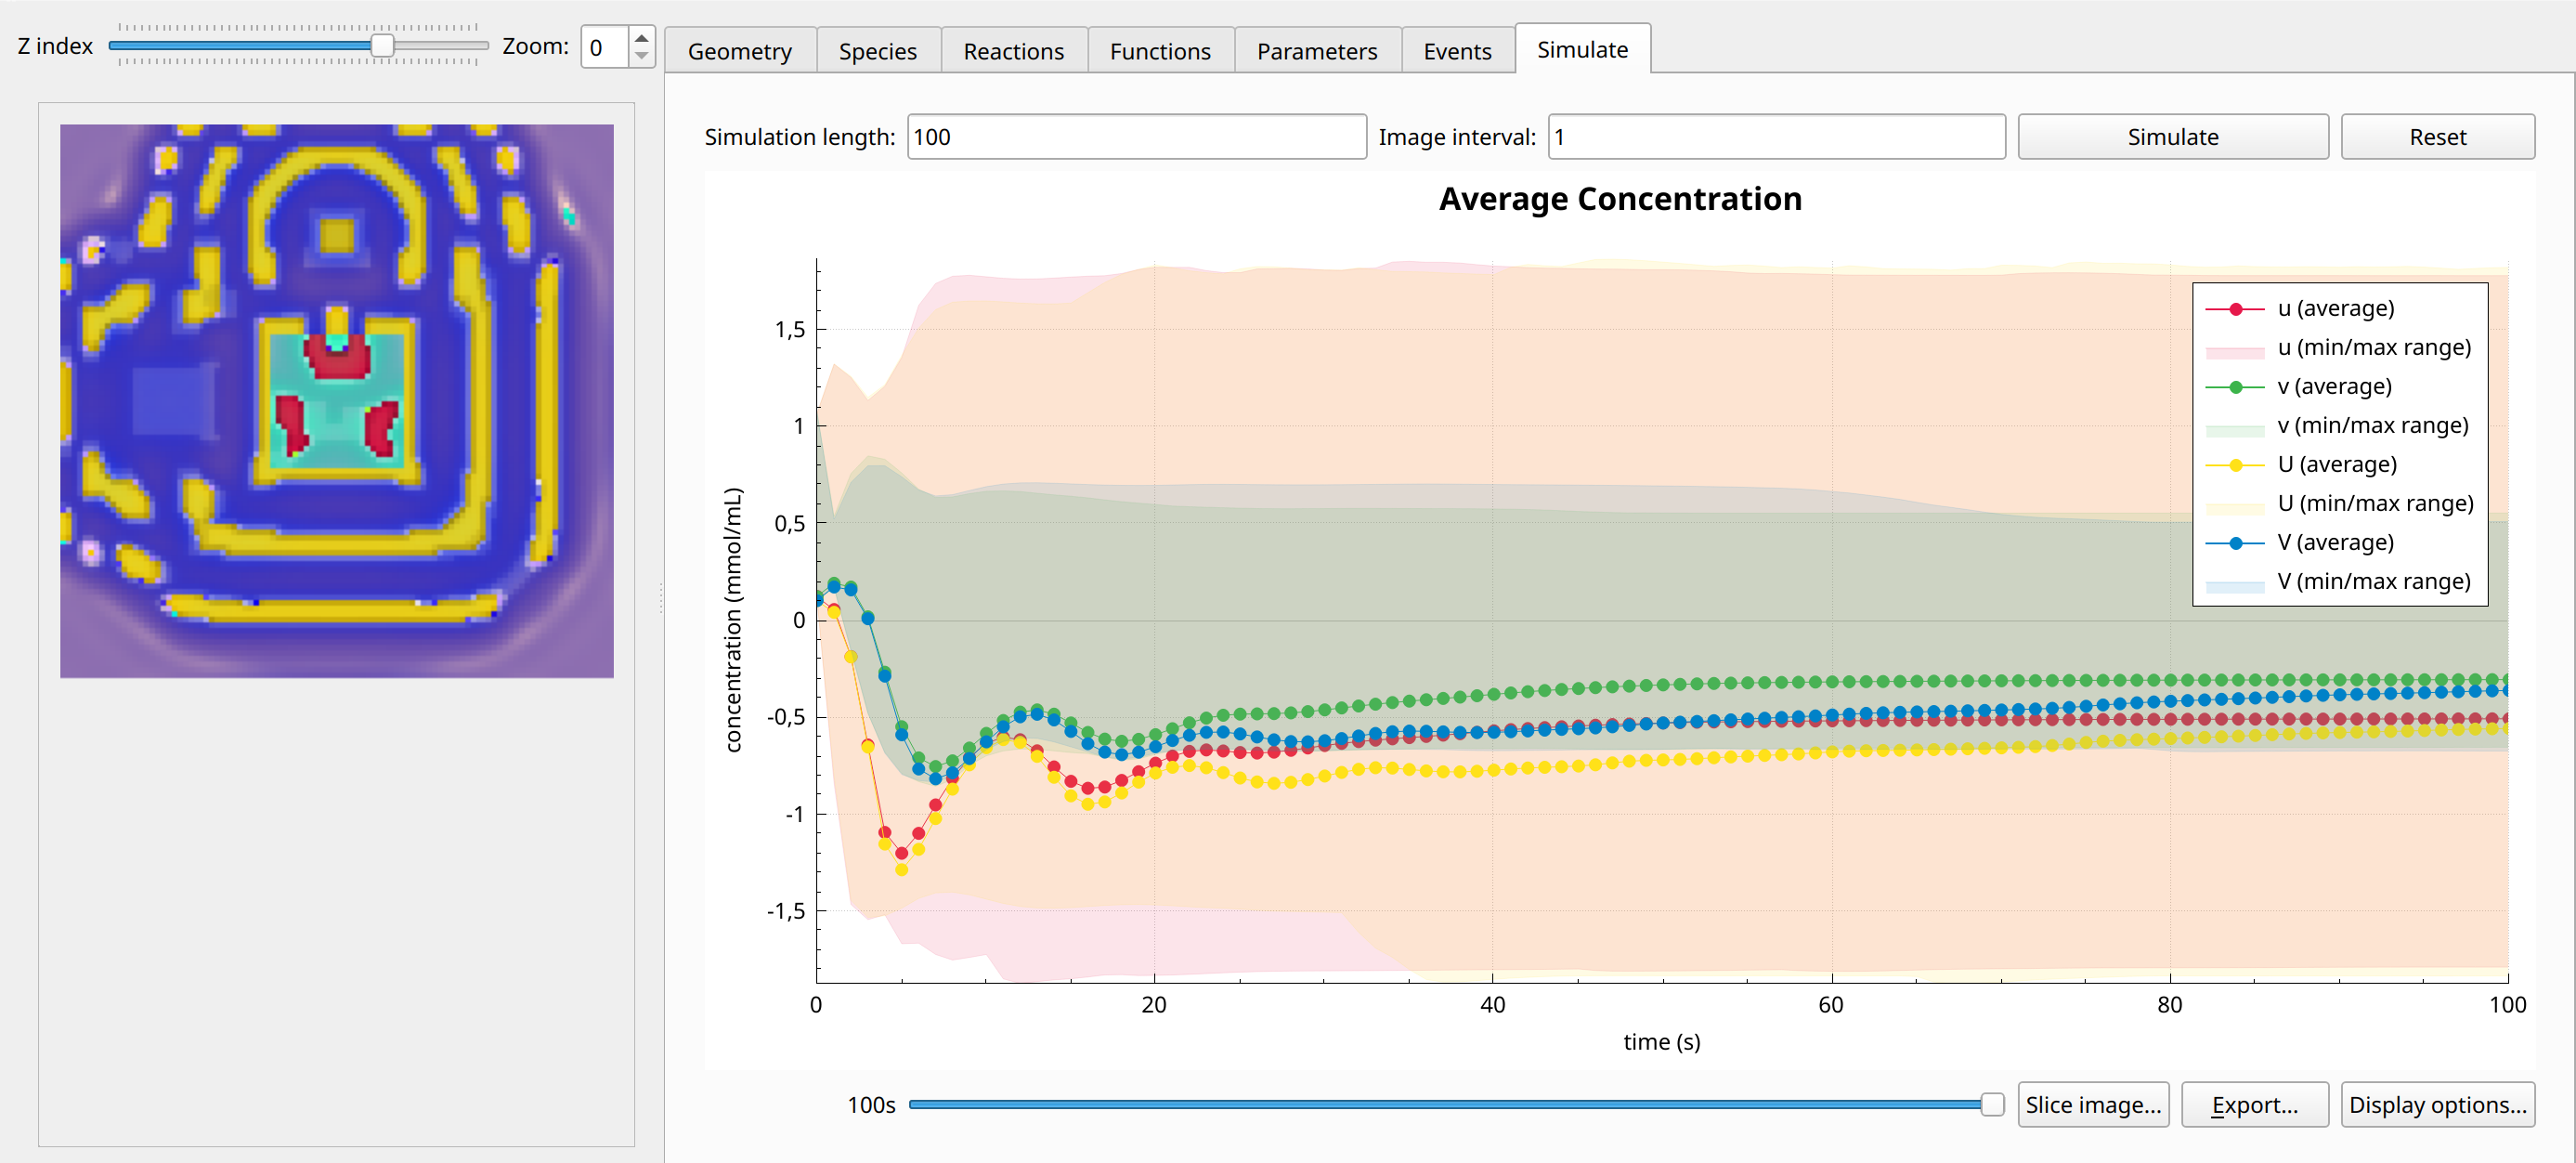 Z index Zoom: 0
Geometry Species Reactions Functions Parameters Events Simulate
Simulation length: 100 Image interval: 1 Simulate Reset
Average Concentration
concentration (mmol/mL)
1,5
1
0,5
0
-0,5
-1
-1,5
u (average)
u (min/max range)
v (average)
v (min/max range)
U (average)
U (min/max range)
V (average)
V (min/max range)
0 20 40 60 80 100
time (s)
100s Slice image... Export... Display options...